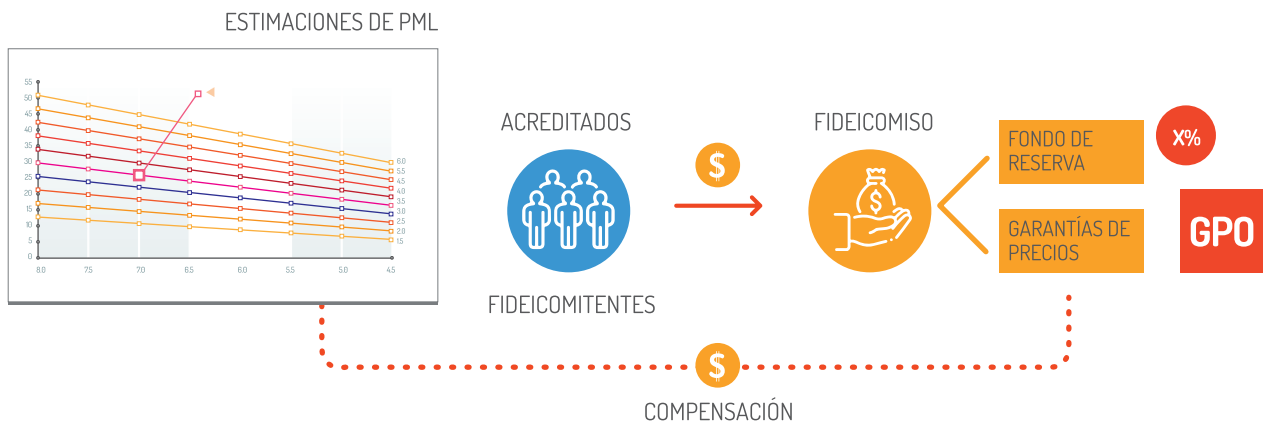 ESTIMACIONES DE PML
55
50
45
40
35
30
25
20
15
10
5
0
8.0 7.5 7.0 6.5 6.0 5.5 5.0 4.5
6.0
5.5
5.0
4.5
4.0
3.5
3.0
2.5
2.0
1.5
ACREDITADOS
FIDEICOMITENTES
$
FIDEICOMISO
$
FONDO DE
RESERVA
X%
GARANTÍAS DE
PRECIOS
GPO
$
COMPENSACIÓN